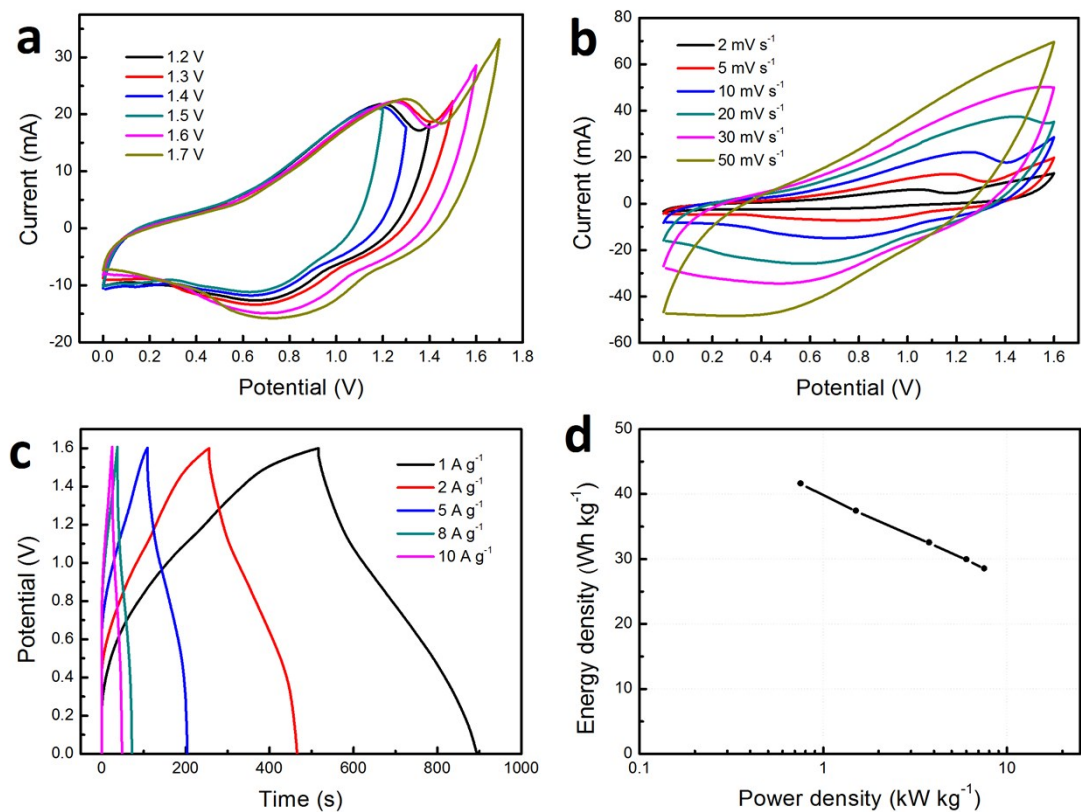 a
1.2 V
1.3 V
1.4 V
1.5 V
1.6 V
1.7 V
30
20
10
0
-10
-20
Current (mA)
0.0 0.2 0.4 0.6 0.8 1.0 1.2 1.4 1.6 1.8
Potential (V)
b
2 mV s⁻¹
5 mV s⁻¹
10 mV s⁻¹
20 mV s⁻¹
30 mV s⁻¹
50 mV s⁻¹
80
60
40
20
0
-20
-40
-60
Current (mA)
0.0 0.2 0.4 0.6 0.8 1.0 1.2 1.4 1.6
Potential (V)
c
1 A g⁻¹
2 A g⁻¹
5 A g⁻¹
8 A g⁻¹
10 A g⁻¹
1.6
1.4
1.2
1.0
0.8
0.6
0.4
0.2
0.0
Potential (V)
0 200 400 600 800 1000
Time (s)
d
50
40
30
20
10
0
Energy density (Wh kg⁻¹)
0.1 1 10
Power density (kW kg⁻¹)